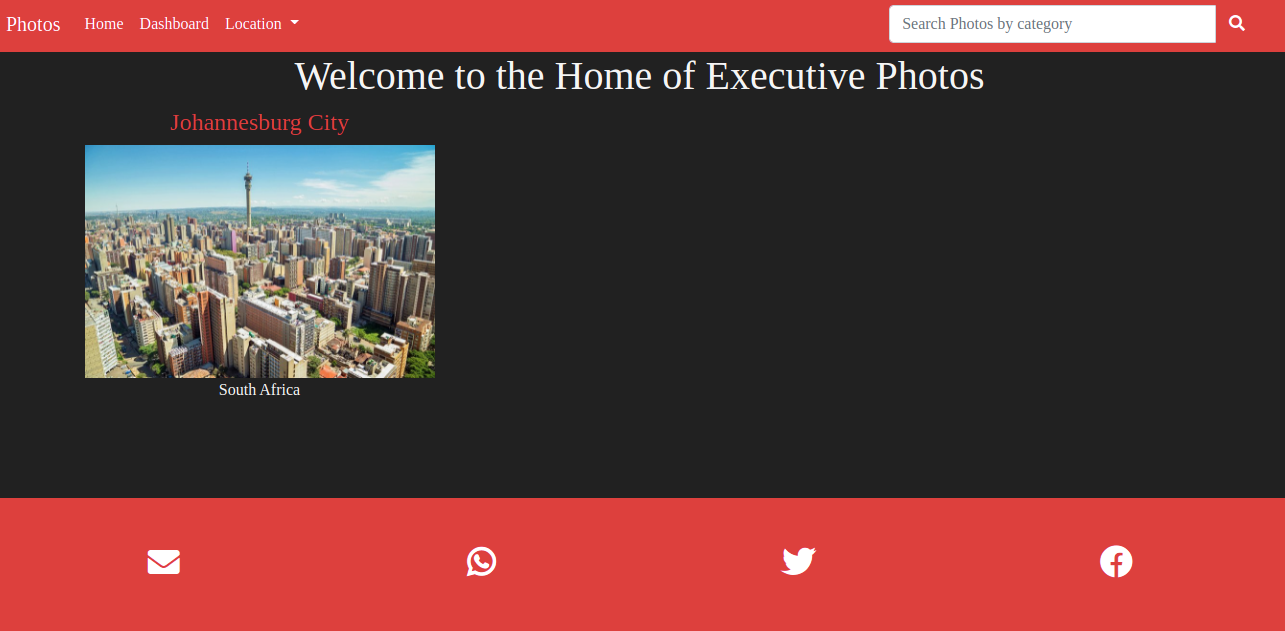 Photos Home Dashboard Location Search Photos by category
Welcome to the Home of Executive Photos
Johannesburg City
South Africa